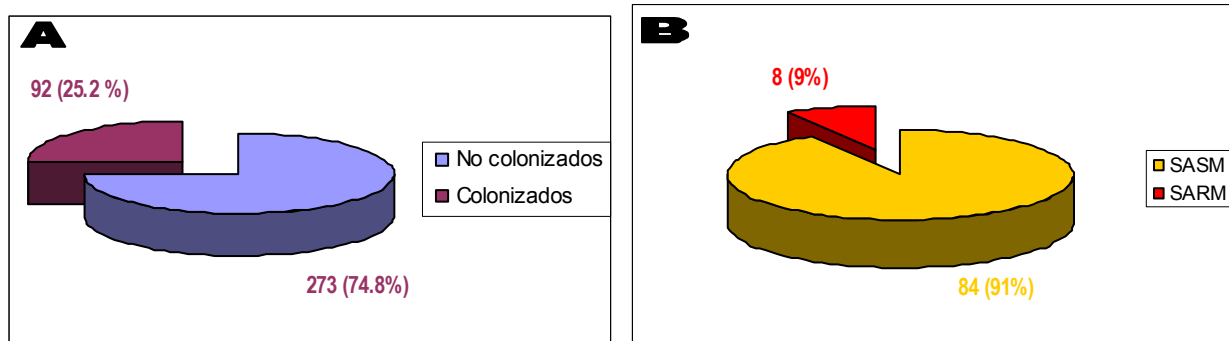 A
92 (25.2 %)
No colonizados
Colonizados
273 (74.8%)
B
8 (9%)
SASM
SARM
84 (91%)